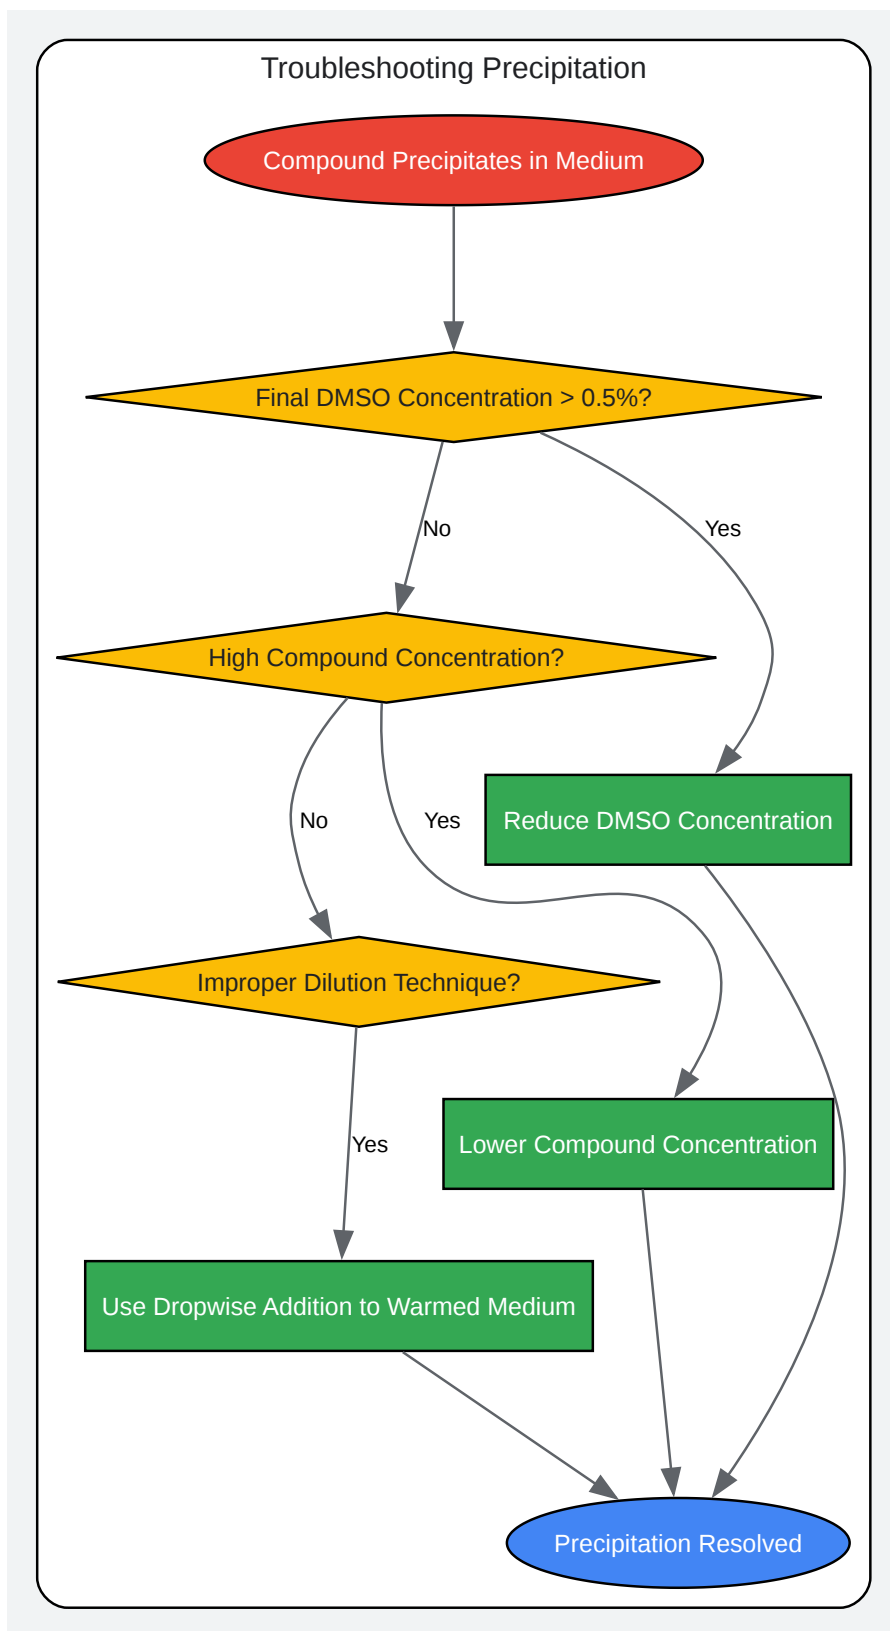 Troubleshooting Precipitation
Compound Precipitates in Medium
Final DMSO Concentration > 0.5%?
No
Yes
High Compound Concentration?
Reduce DMSO Concentration
No
Yes
Improper Dilution Technique?
Yes
Lower Compound Concentration
Use Dropwise Addition to Warmed Medium
Precipitation Resolved